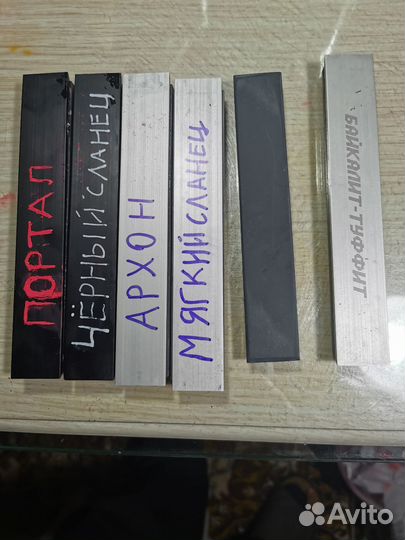 ПОРТАЛ
ЧЁРНЫЙ СЛАНЕЦ
АРХОН
МЯГКИЙ СЛАНЕЦ
БАЙКАЛИТ-ТУФФИТ
Avito